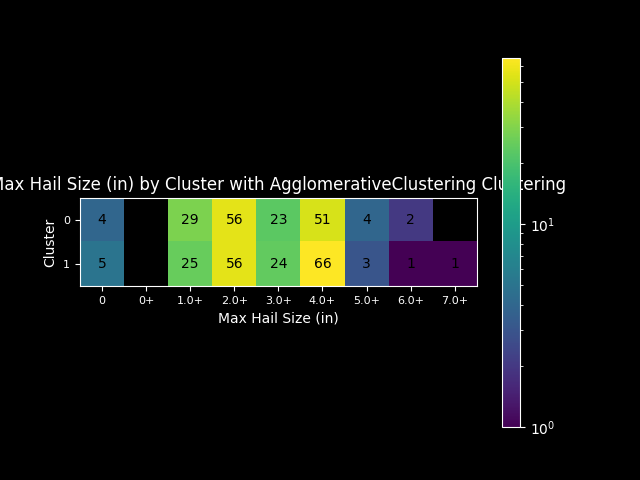 Max Hail Size (in) by Cluster with AgglomerativeClustering Clustering
Cluster
0 4 29 56 23 51 4 2
1 5 25 56 24 66 3 1 1
0 0+ 1.0+ 2.0+ 3.0+ 4.0+ 5.0+ 6.0+ 7.0+
Max Hail Size (in)
10¹
10⁰